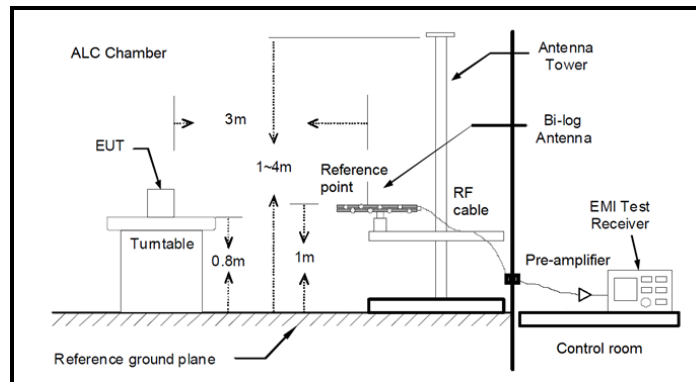 ALC Chamber
Antenna
Tower
3m
Bi-log
Antenna
EUT
1~4m
Reference
point
RF
cable
EMI Test
Receiver
Turntable
0.8m
1m
Pre-amplifier
Reference ground plane
Control room